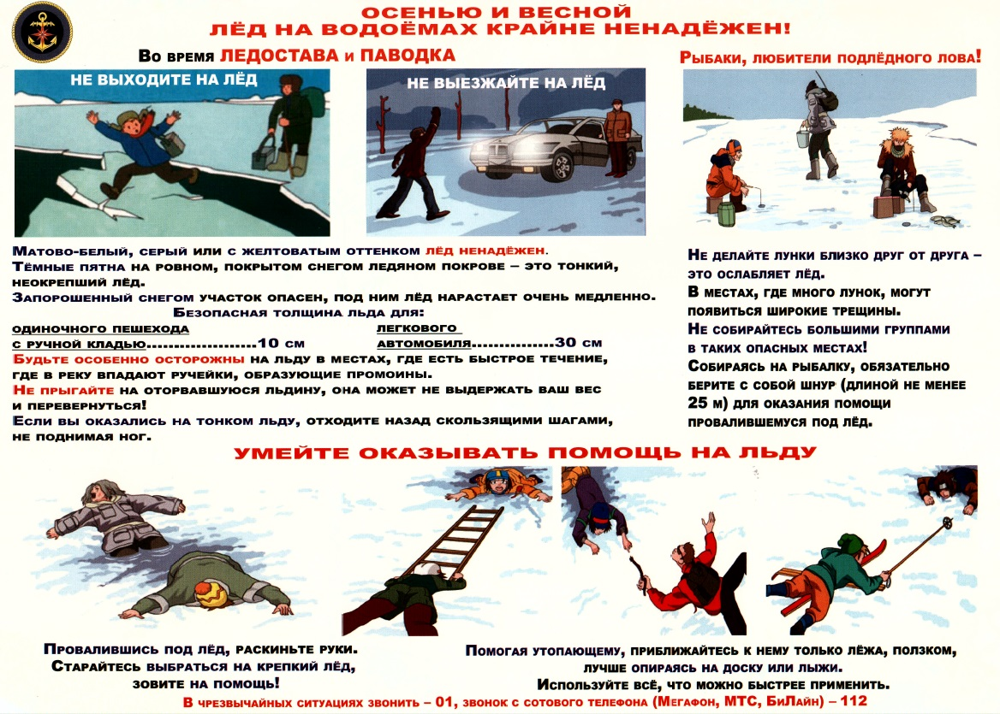 ОСЕНЬЮ И ВЕСНОЙ
ЛЁД НА ВОДОЁМАХ КРАЙНЕ НЕНАДЁЖЕН!
Во время ЛЕДОСТАВА и ПАВОДКА
НЕ ВЫХОДИТЕ НА ЛЁД
НЕ ВЫЕЗЖАЙТЕ НА ЛЁД
Матово-белый, серый или с желтоватым оттенком лёд ненадёжен.
Тёмные пятна на ровном, покрытом снегом ледяном покрове – это тонкий,
неокрепший лёд.
Запорошенный снегом участок опасен, под ним лёд нарастает очень медленно.
Безопасная толщина льда для:
одиночного пешехода
с ручной кладью....................10 см
легкового
автомобиля...............30 см
Будьте особенно осторожны на льду в местах, где есть быстрое течение,
где в реку впадают ручейки, образующие промоины.
Не прыгайте на оторвавшуюся льдину, она может не выдержать ваш вес
и перевернуться!
Если вы оказались на тонком льду, отходите назад скользящими шагами,
не поднимая ног.
Рыбаки, любители подлёдного лова!
Не делайте лунки близко друг от друга –
это ослабляет лёд.
В местах, где много лунок, могут
появиться широкие трещины.
Не собирайтесь большими группами
в таких опасных местах!
Собираясь на рыбалку, обязательно
берите с собой шнур (длиной не менее
25 м) для оказания помощи
провалившемуся под лёд.
УМЕЙТЕ ОКАЗЫВАТЬ ПОМОЩЬ НА ЛЬДУ
Провалившись под лёд, раскиньте руки.
Старайтесь выбраться на крепкий лёд,
зовите на помощь!
Помогая утопающему, приближайтесь к нему только лёжа, ползком,
лучше опираясь на доску или лыжи.
Используйте всё, что можно быстрее применить.
В чрезвычайных ситуациях звонить – 01, звонок с сотового телефона (Мегафон, МТС, БиЛайн) – 112